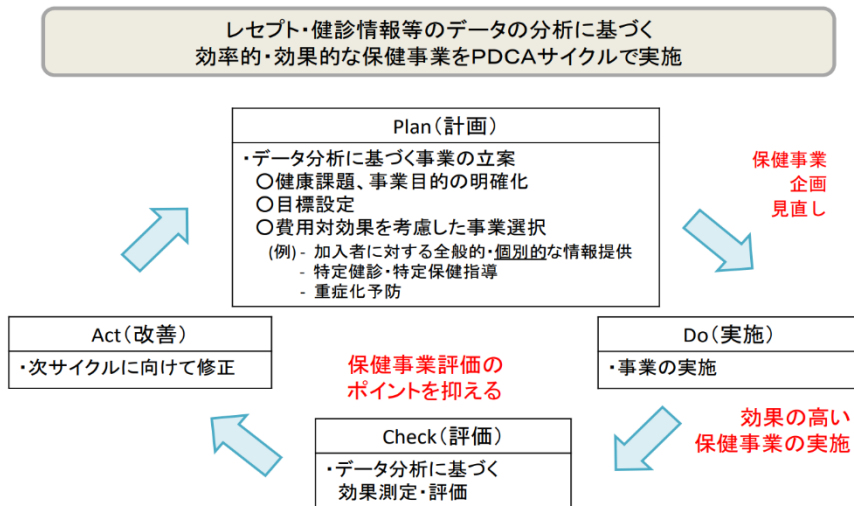 レセプト・健診情報等のデータの分析に基づく
効率的・効果的な保健事業をPDCAサイクルで実施
Plan(計画)
・データ分析に基づく事業の立案
〇健康課題、事業目的の明確化
〇目標設定
〇費用対効果を考慮した事業選択
(例) - 加入者に対する全般的・個別的な情報提供
- 特定健診・特定保健指導
- 重症化予防
保健事業
企画
見直し
Act(改善)
・次サイクルに向けて修正
保健事業評価の
ポイントを抑える
Do(実施)
・事業の実施
効果の高い
保健事業の実施
Check(評価)
・データ分析に基づく
効果測定・評価